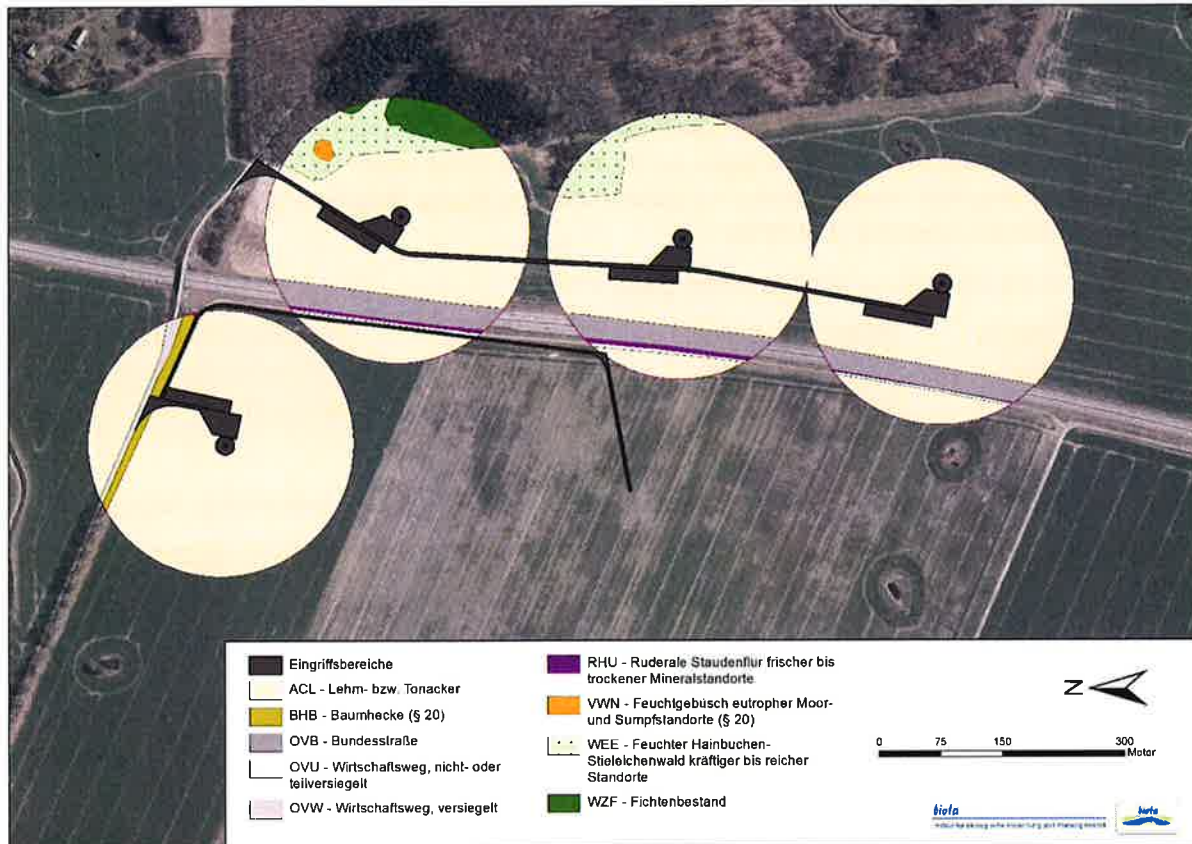 Eingriffsbereiche
ACL - Lehm- bzw. Tonacker
BHB - Baumhecke (§ 20)
OVB - Bundesstraße
OVU - Wirtschaftsweg, nicht- oder
teilversiegelt
OVW - Wirtschaftsweg, versiegelt
RHU - Ruderale Staudenflur frischer bis
trockener Mineralstandorte
VWN - Feuchtgebüsch eutropher Moor-
und Sumpfstandorte (§ 20)
WEE - Feuchter Hainbuchen-
Stieleichenwald kräftiger bis reicher
Standorte
WZF - Fichtenbestand
N
0 75 150 300
Meter
biota
biota